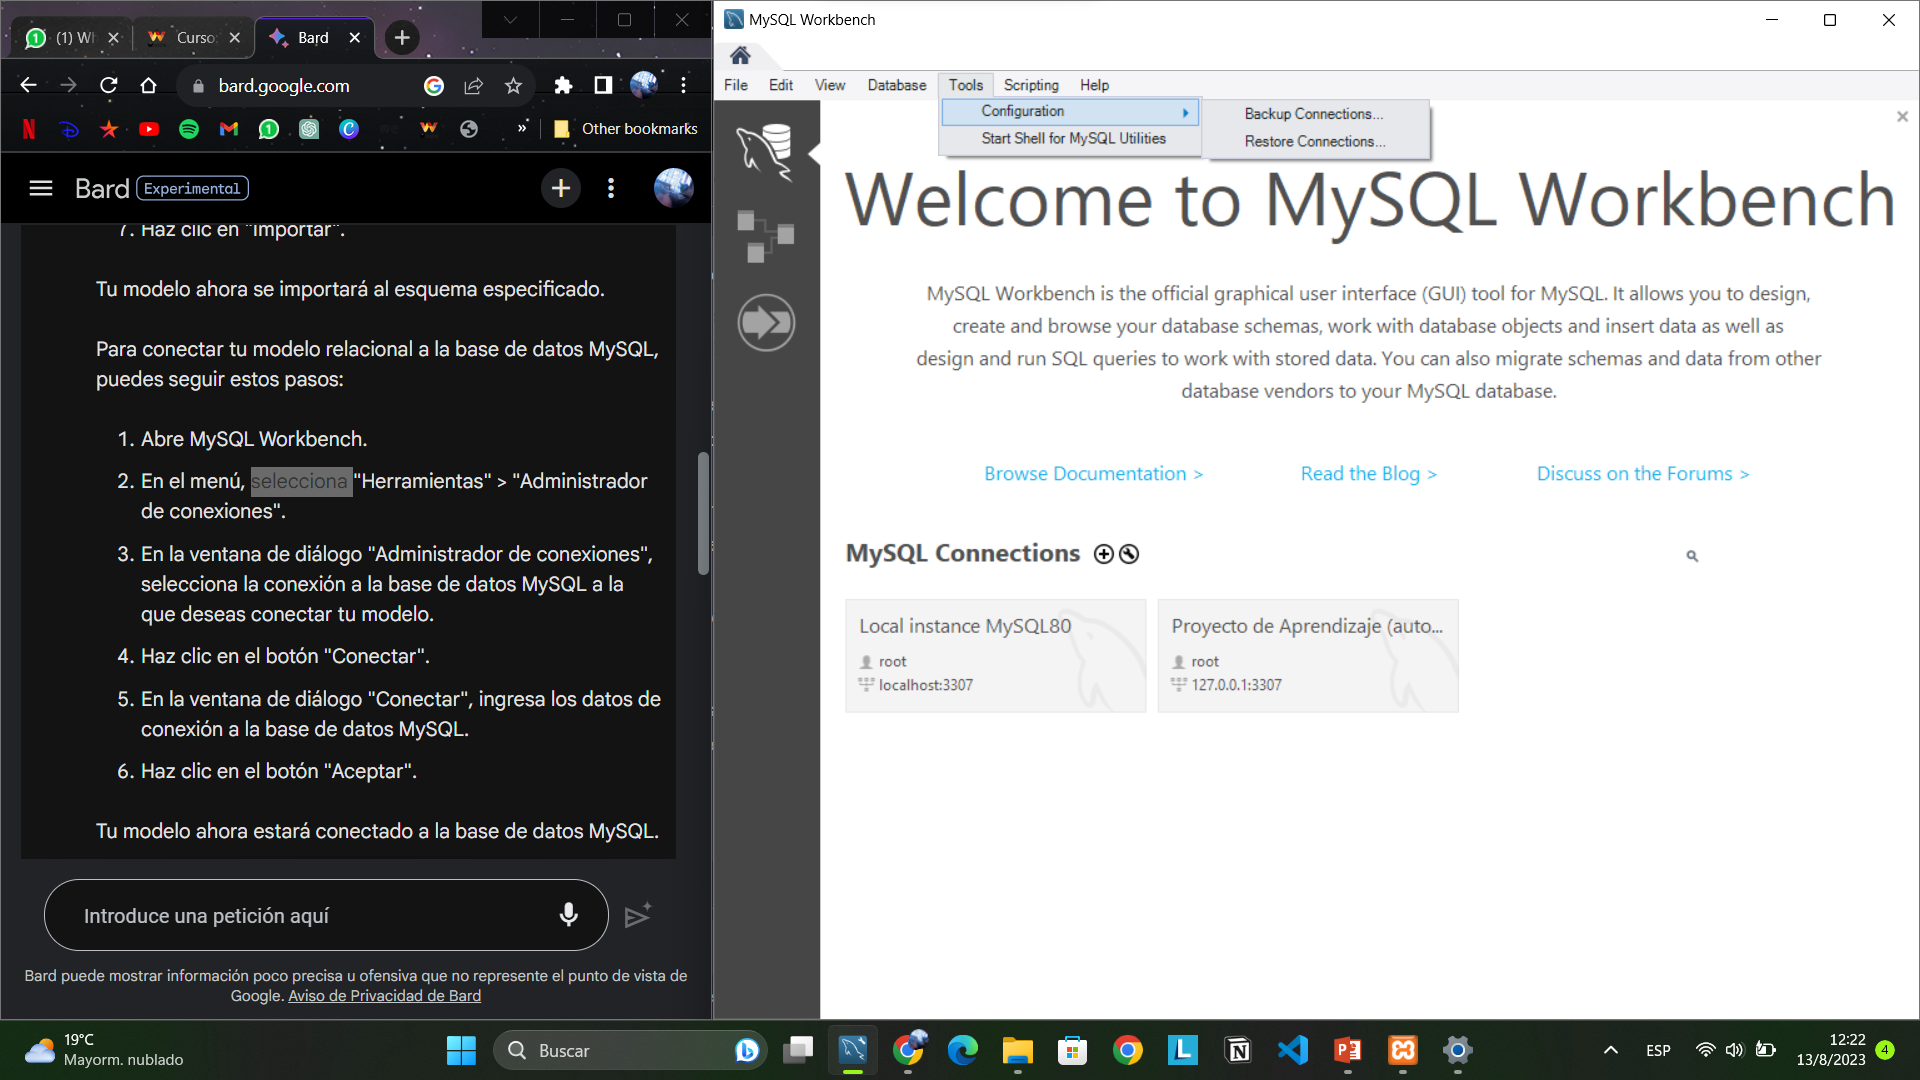 (1) Wh
Curso:
Bard
bard.google.com
Other bookmarks
Bard Experimental
7. Haz clic en "Importar".
Tu modelo ahora se importará al esquema especificado.
Para conectar tu modelo relacional a la base de datos MySQL,
puedes seguir estos pasos:
1. Abre MySQL Workbench.
2. En el menú, selecciona "Herramientas" > "Administrador
de conexiones".
3. En la ventana de diálogo "Administrador de conexiones",
selecciona la conexión a la base de datos MySQL a la
que deseas conectar tu modelo.
4. Haz clic en el botón "Conectar".
5. En la ventana de diálogo "Conectar", ingresa los datos de
conexión a la base de datos MySQL.
6. Haz clic en el botón "Aceptar".
Tu modelo ahora estará conectado a la base de datos MySQL.
Introduce una petición aquí
Bard puede mostrar información poco precisa u ofensiva que no represente el punto de vista de
Google. Aviso de Privacidad de Bard
MySQL Workbench
File Edit View Database Tools Scripting Help
Configuration
Start Shell for MySQL Utilities
Backup Connections...
Restore Connections...
Welcome to MySQL Workbench
MySQL Workbench is the official graphical user interface (GUI) tool for MySQL. It allows you to design,
create and browse your database schemas, work with database objects and insert data as well as
design and run SQL queries to work with stored data. You can also migrate schemas and data from other
database vendors to your MySQL database.
Browse Documentation > Read the Blog > Discuss on the Forums >
MySQL Connections
Local instance MySQL80
root
localhost:3307
Proyecto de Aprendizaje (auto...
root
127.0.0.1:3307
19°C
Mayorm. nublado
Buscar
ESP
12:22
13/8/2023
4